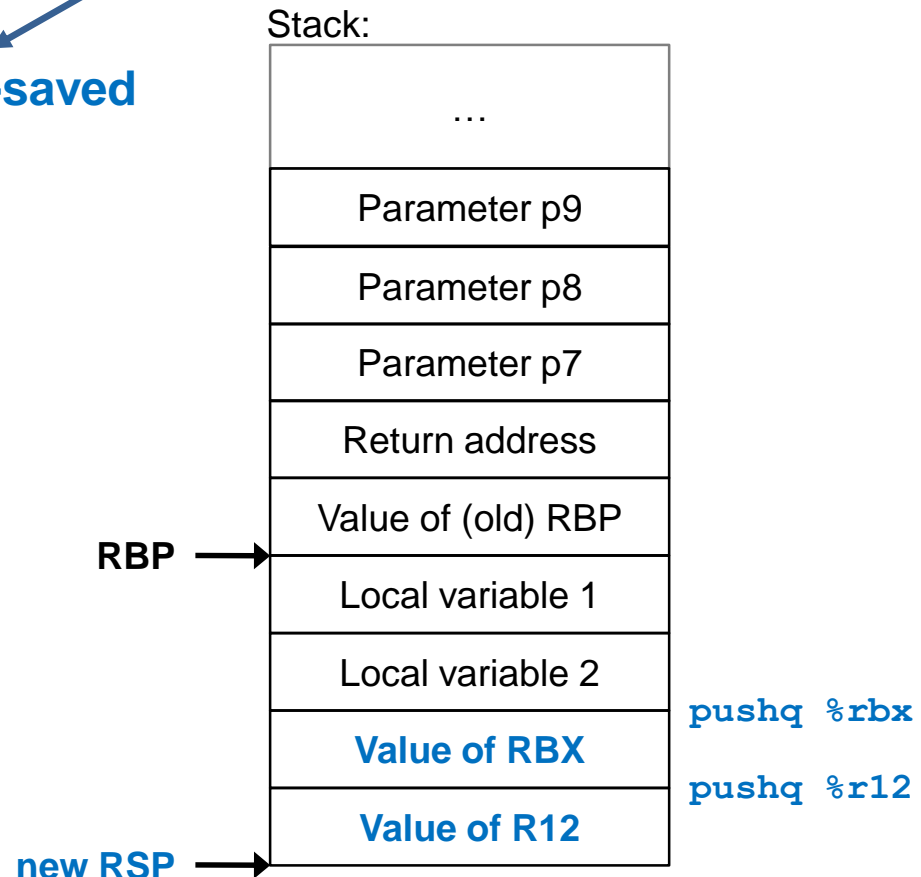 Stack:
-saved
…
Parameter p9
Parameter p8
Parameter p7
Return address
Value of (old) RBP
RBP
Local variable 1
Local variable 2
pushq %rbx
Value of RBX
pushq %r12
Value of R12
new RSP